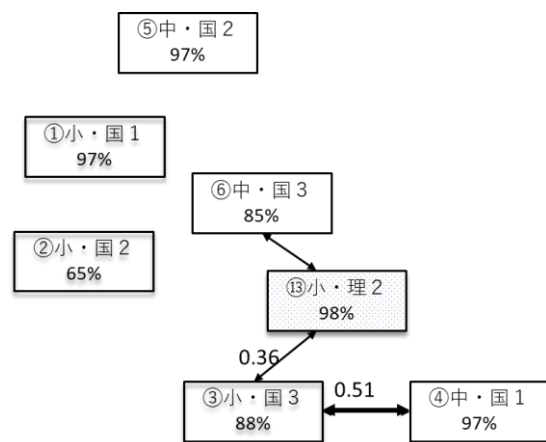 ⑤中・国２
97%
①小・国１
97%
⑥中・国３
85%
②小・国２
65%
⑬小・理２
98%
0.36
③小・国３
88%
0.51
④中・国１
97%